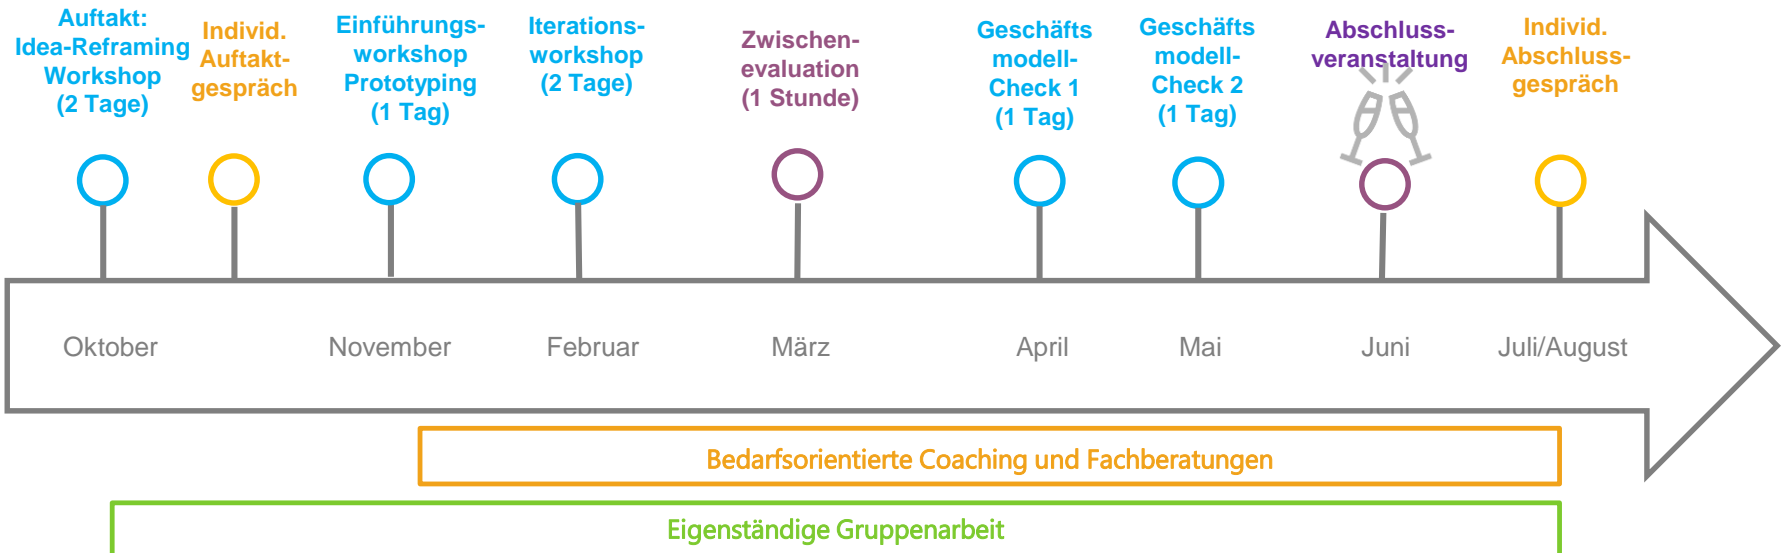 Auftakt:
Idea-Reframing
Workshop
(2 Tage)
Individ.
Auftakt-
gespräch
Einführungs-
workshop
Prototyping
(1 Tag)
Iterations-
workshop
(2 Tage)
Zwischen-
evaluation
(1 Stunde)
Geschäfts
modell-
Check 1
(1 Tag)
Geschäfts
modell-
Check 2
(1 Tag)
Abschluss-
veranstaltung
Individ.
Abschluss-
gespräch
Oktober
November
Februar
März
April
Mai
Juni
Juli/August
Bedarfsorientierte Coaching und Fachberatungen
Eigenständige Gruppenarbeit